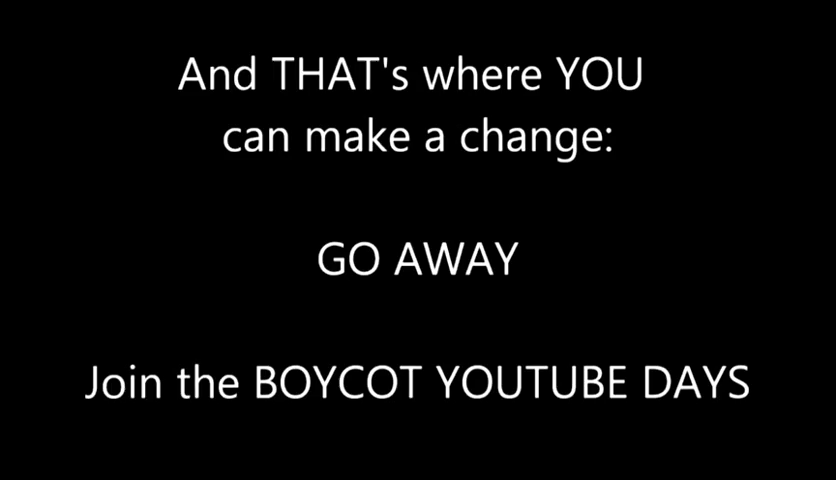 And THAT's where YOU
can make a change:
GO AWAY
Join the BOYCOT YOUTUBE DAYS